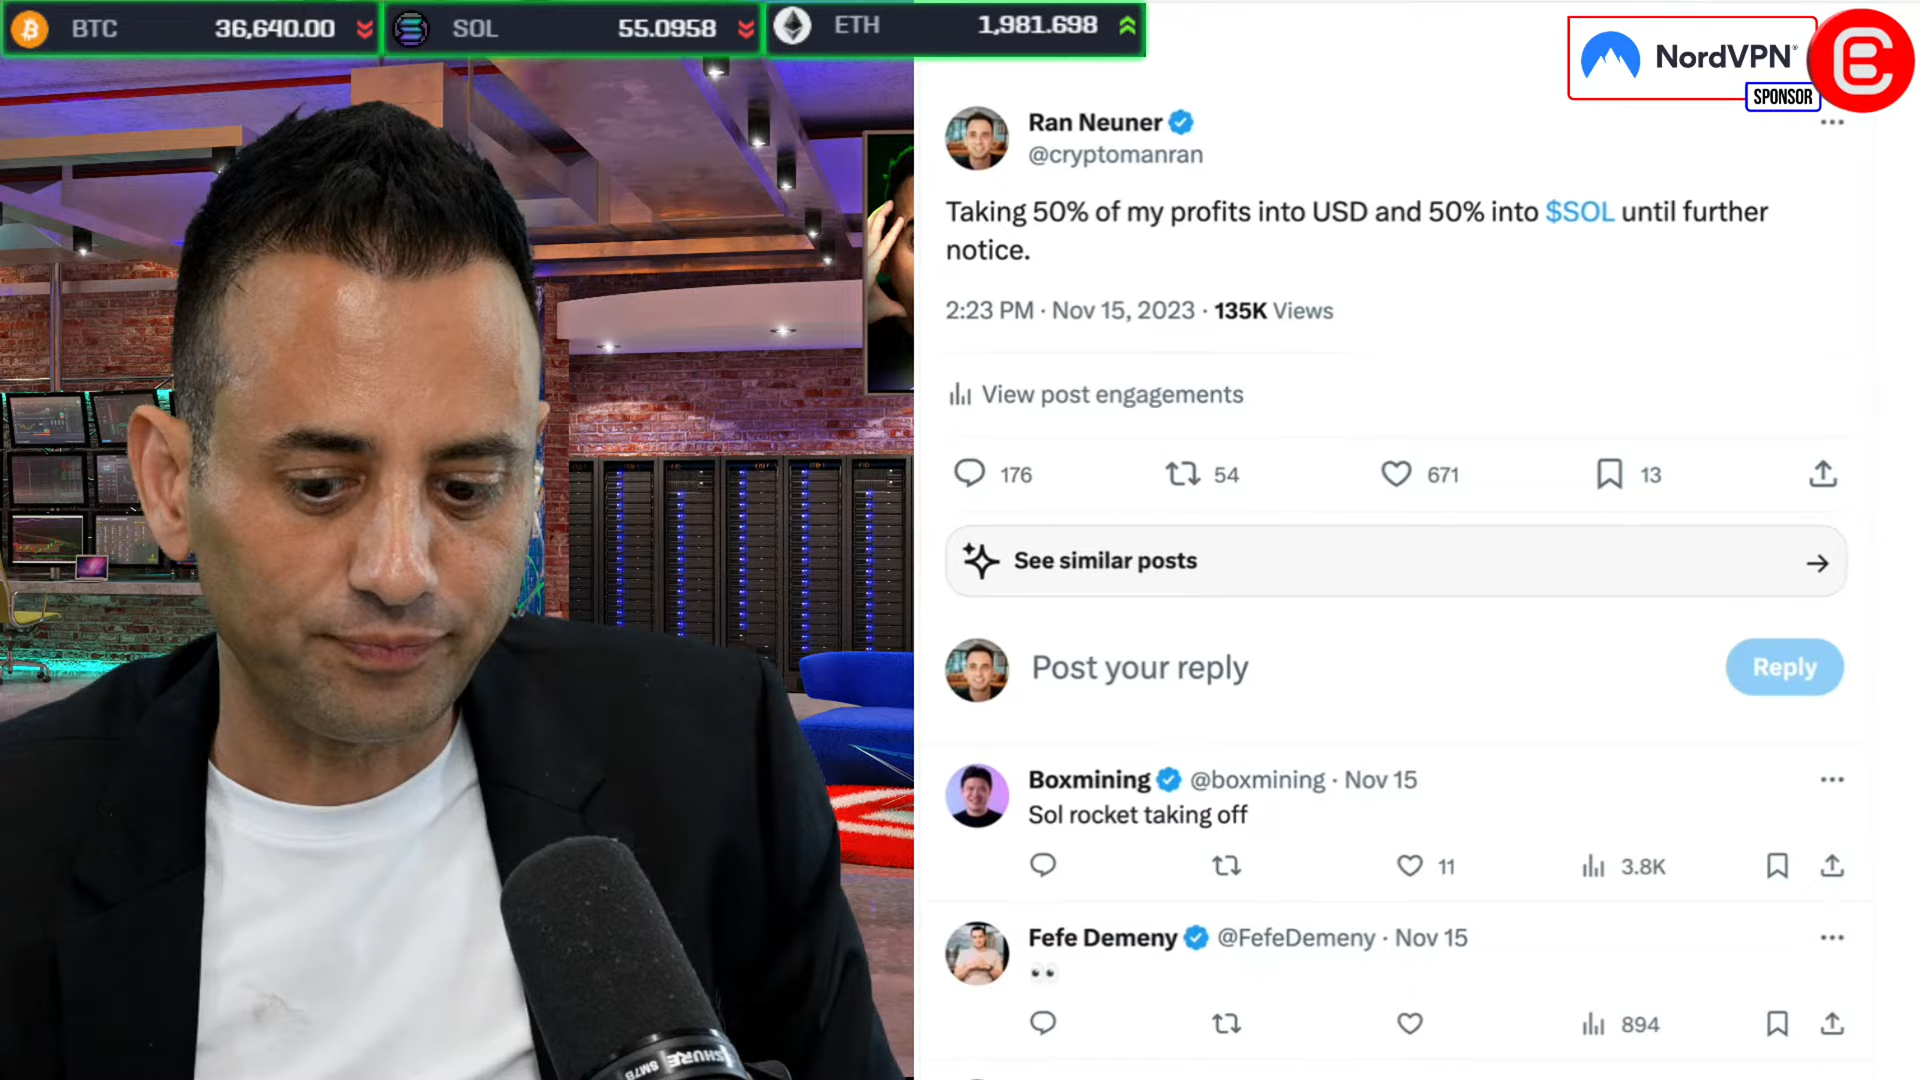 BTC 36,640.00
SOL 55.0958
ETH 1,981.698
NordVPN®
SPONSOR
Ran Neuner
@cryptomanran
Taking 50% of my profits into USD and 50% into $SOL until further
notice.
2:23 PM · Nov 15, 2023 · 135K Views
View post engagements
176 54 671 13
See similar posts
Post your reply
Reply
Boxmining @boxmining · Nov 15
Sol rocket taking off
11 3.8K
Fefe Demeny @FefeDemeny · Nov 15
👀
894
SHURE
SM7B